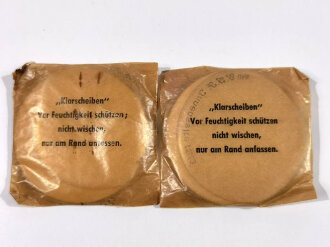 „Klarscheiben"
Vor Feuchtigkeit schützen;
nicht wischen,
nur am Rand anfassen.
„Klarscheiben"
Vor Feuchtigkeit schützen
nicht wischen,
nur am Rand anfassen.